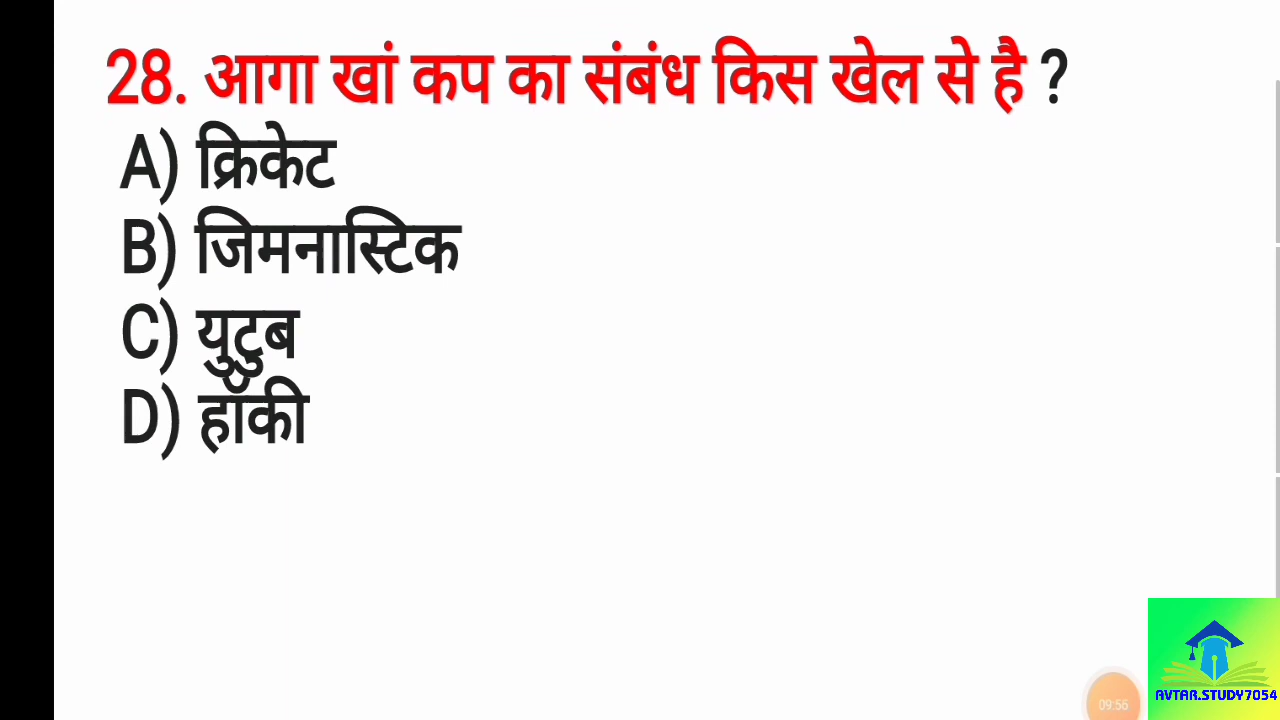 28. आगा खां कप का संबंध किस खेल से है ?
A) क्रिकेट
B) जिमनास्टिक
C) युटुब
D) हॉकी
AVTAR.STUDY7054
09:56